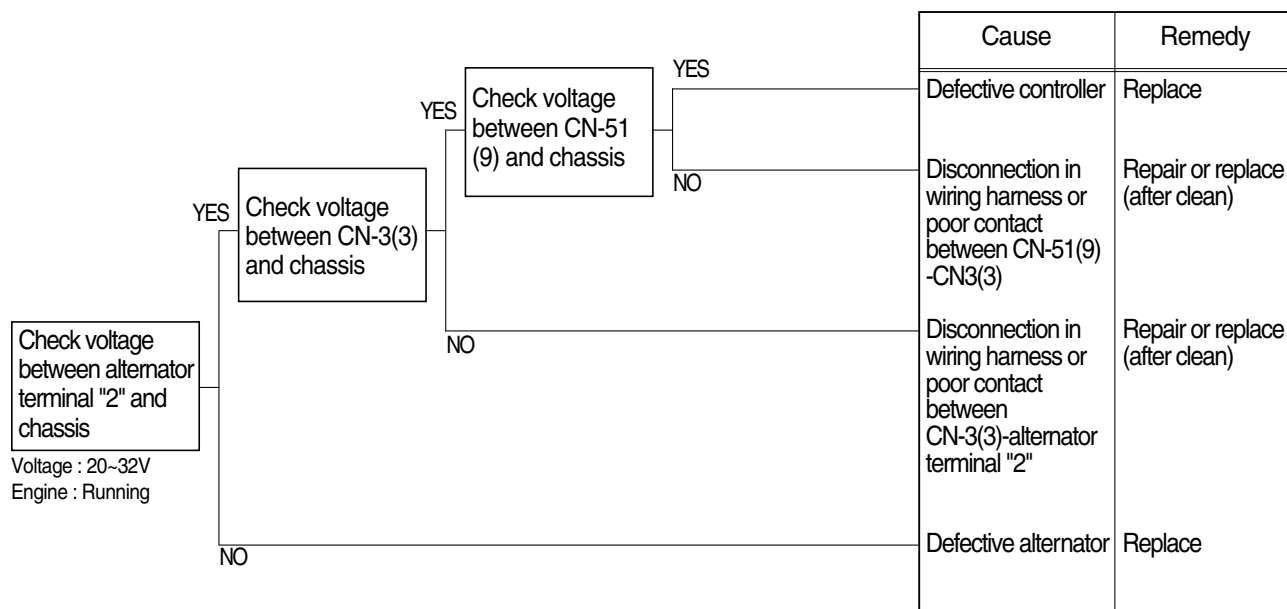 Cause
Remedy
YES
Check voltage
between CN-51
(9) and chassis
YES
Defective controller
Replace
NO
Disconnection in
wiring harness or
poor contact
between CN-51(9)
-CN3(3)
Repair or replace
(after clean)
YES
Check voltage
between CN-3(3)
and chassis
NO
Disconnection in
wiring harness or
poor contact
between
CN-3(3)-alternator
terminal "2"
Repair or replace
(after clean)
Check voltage
between alternator
terminal "2" and
chassis
Voltage : 20~32V
Engine : Running
NO
Defective alternator
Replace